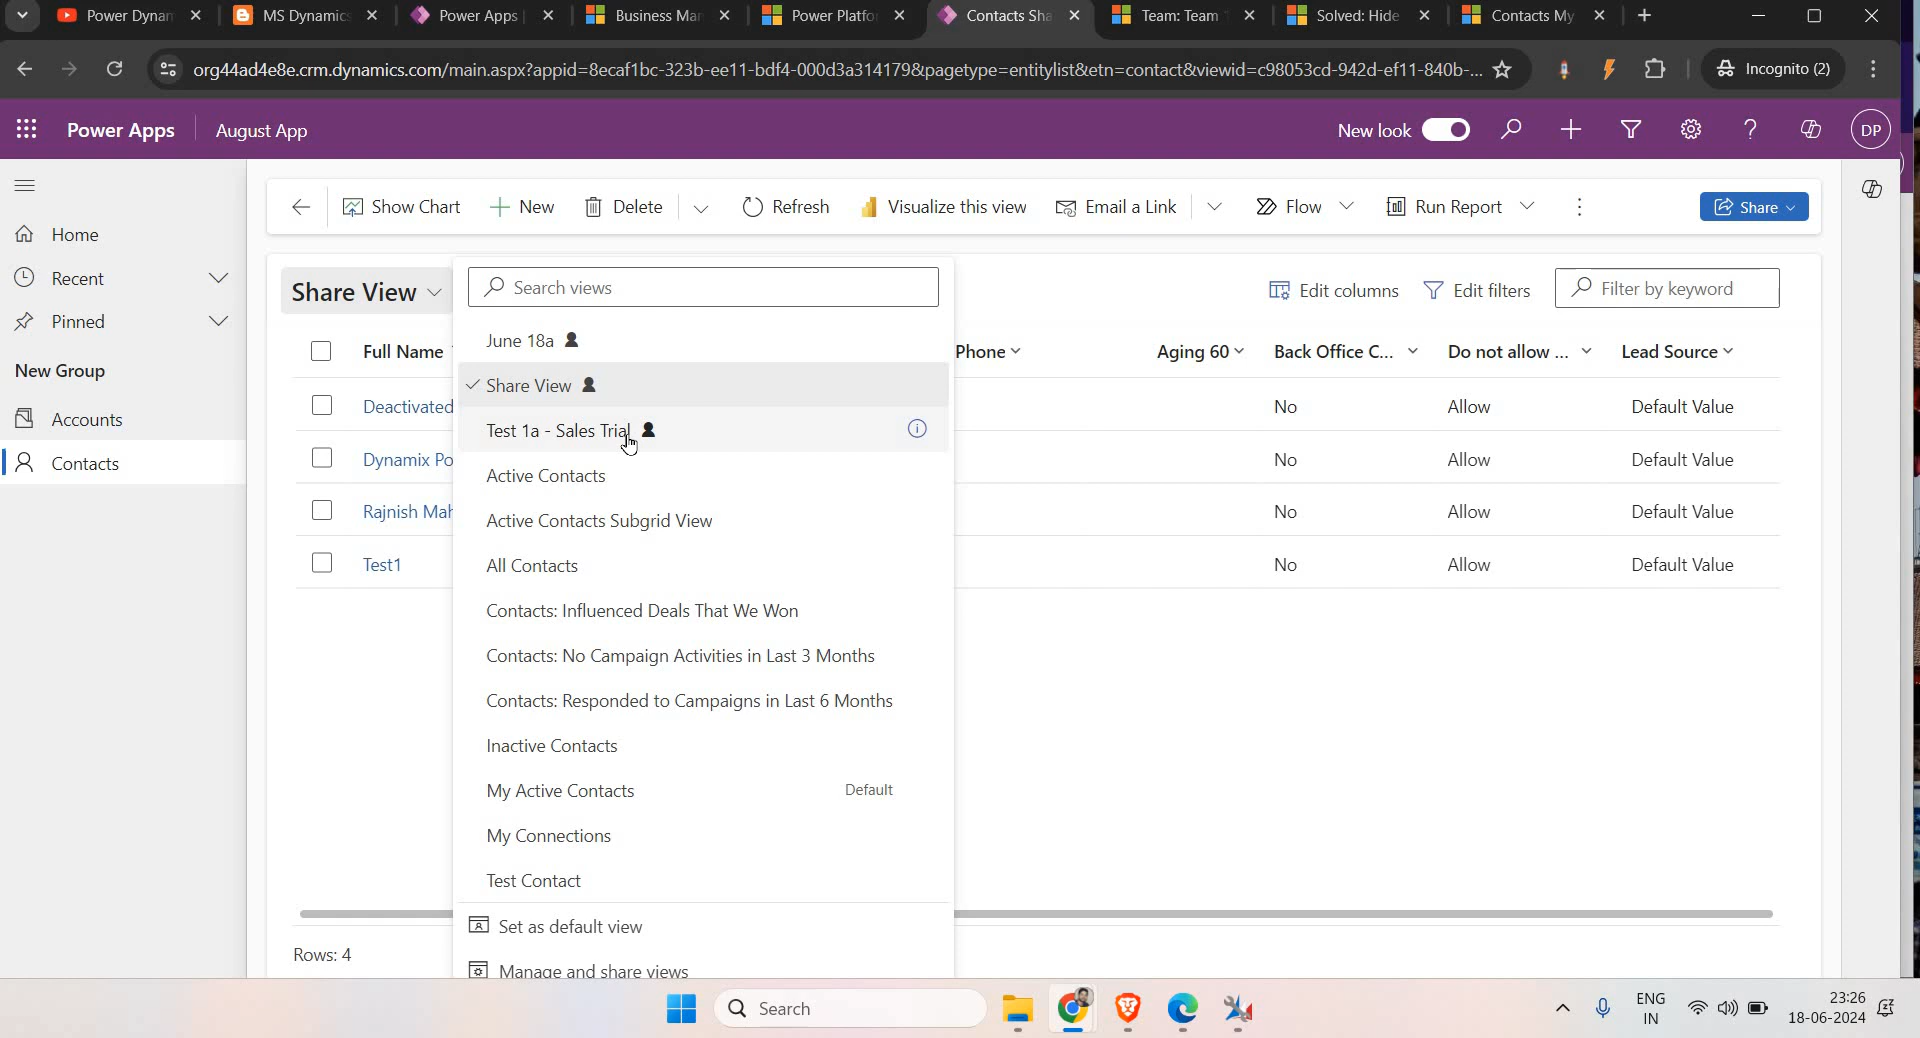 Power Dynan
MS Dynamics
Power Apps
Business Man
Power Platfo
Contacts Sha
Team: Team
Solved: Hide
Contacts My
org44ad4e8e.crm.dynamics.com/main.aspx?appid=8ecaf1bc-323b-ee11-bdf4-000d3a314179&pagetype=entitylist&etn=contact&viewid=c98053cd-942d-ef11-840b-...
Incognito (2)
Power Apps
August App
New look
DP
Show Chart
New
Delete
Refresh
Visualize this view
Email a Link
Flow
Run Report
Share
Home
Recent
Pinned
New Group
Accounts
Contacts
Share View
Search views
Edit columns
Edit filters
Filter by keyword
June 18a
Share View
Test 1a - Sales Trial
Active Contacts
Active Contacts Subgrid View
All Contacts
Contacts: Influenced Deals That We Won
Contacts: No Campaign Activities in Last 3 Months
Contacts: Responded to Campaigns in Last 6 Months
Inactive Contacts
My Active Contacts Default
My Connections
Test Contact
Set as default view
Manage and share views
Full Name Phone Aging 60 Back Office C... Do not allow ... Lead Source
Deactivated No Allow Default Value
Dynamix Po No Allow Default Value
Rajnish Mah No Allow Default Value
Test1 No Allow Default Value
Rows: 4
Search
ENG
IN
23:26
18-06-2024